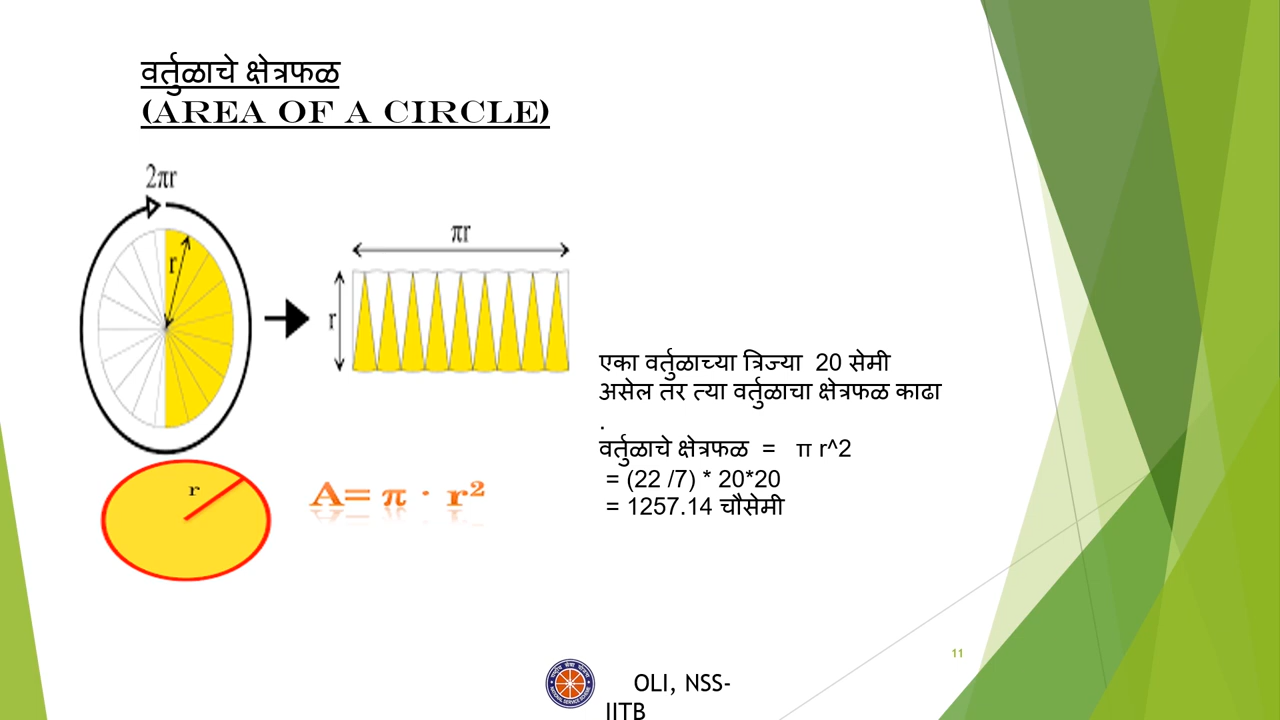 वर्तुळाचे क्षेत्रफळ
(AREA OF A CIRCLE)
2πr
r
πr
r
एका वर्तुळाच्या त्रिज्या 20 सेमी
असेल तर त्या वर्तुळाचा क्षेत्रफळ काढा
.
वर्तुळाचे क्षेत्रफळ = π r^2
= (22 /7) * 20*20
= 1257.14 चौसेमी
r
A= π · r²
11
OLI, NSS-
IITB